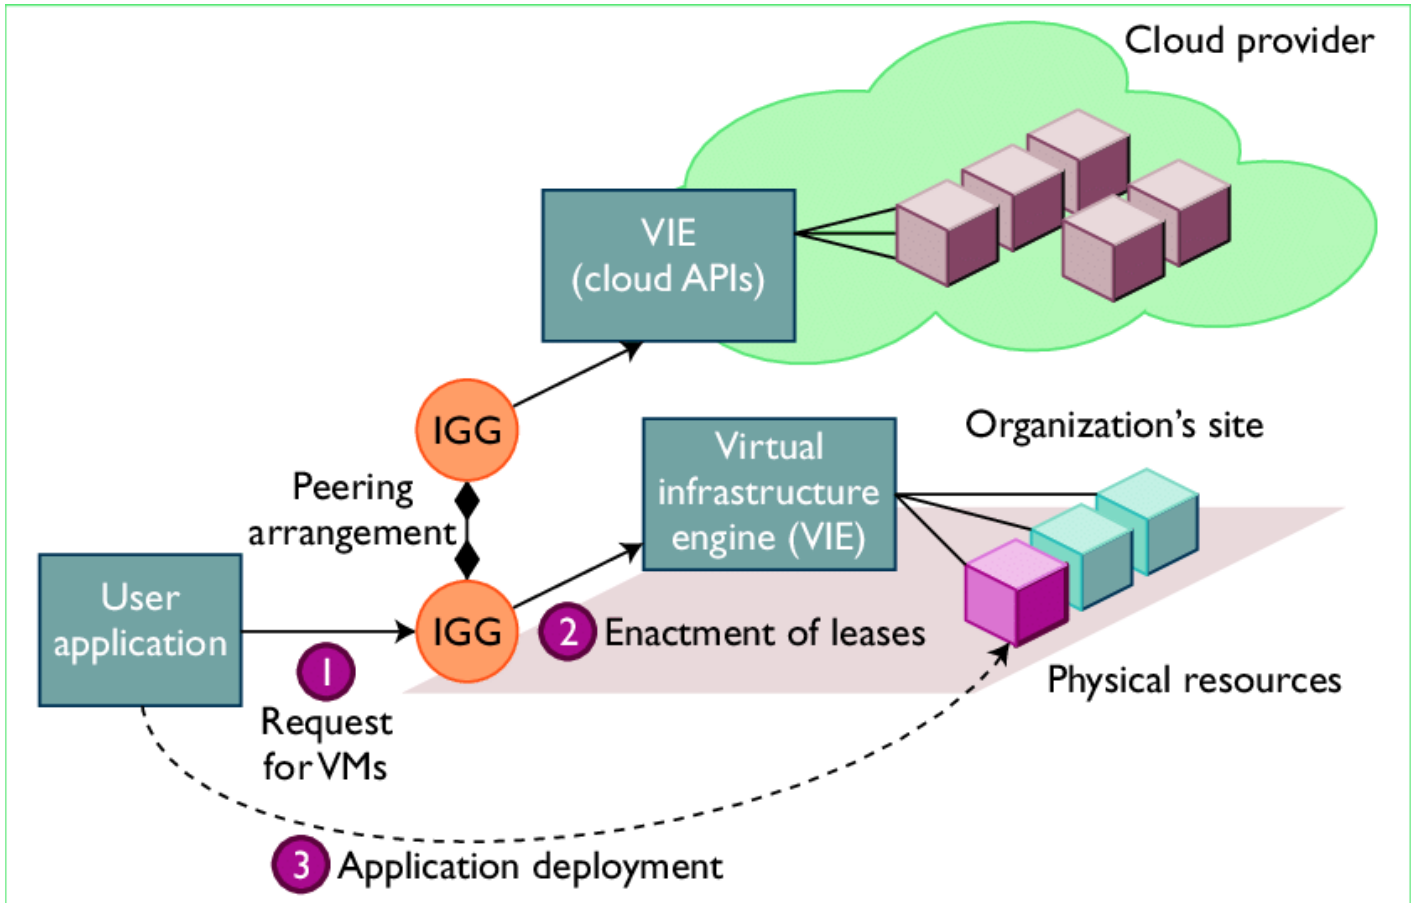 Cloud provider
VIE
(cloud APIs)
IGG
Organization's site
Virtual
infrastructure
engine (VIE)
Peering
arrangement
User
application
IGG
1
Request
for VMs
2 Enactment of leases
Physical resources
3 Application deployment